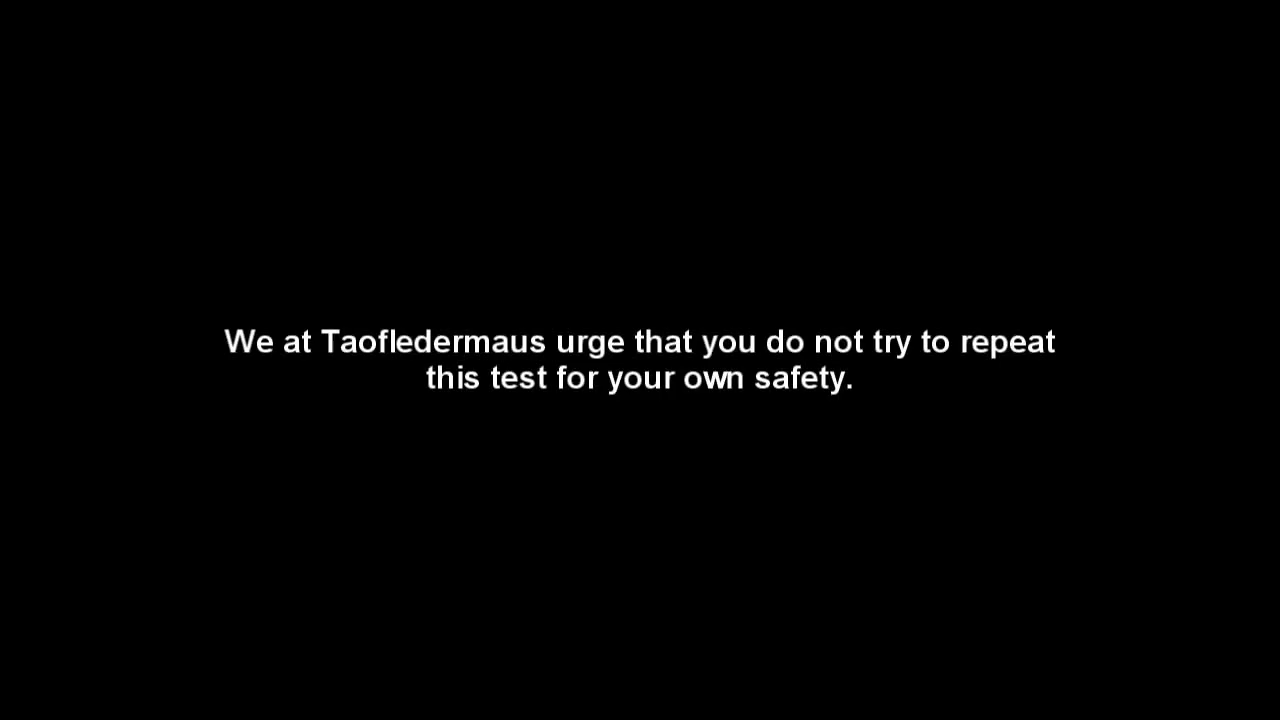 We at Taofledermaus urge that you do not try to repeat
this test for your own safety.